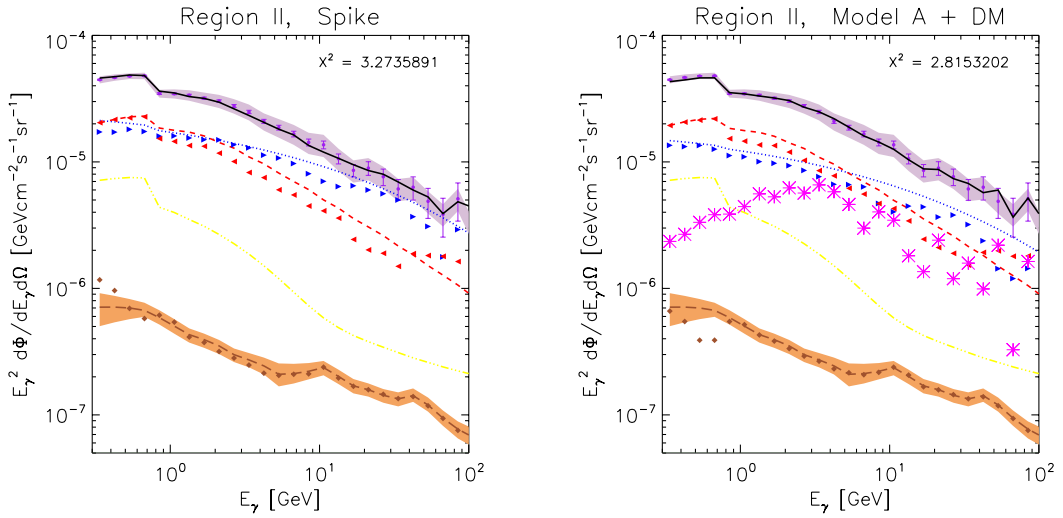 Region II, Spike
χ² = 3.2735891
E_γ² dΦ/dE_γdΩ [GeVcm⁻²s⁻¹sr⁻¹]
10⁻⁴
10⁻⁵
10⁻⁶
10⁻⁷
10⁰ 10¹ 10²
E_γ [GeV]
Region II, Model A + DM
χ² = 2.8153202
E_γ² dΦ/dE_γdΩ [GeVcm⁻²s⁻¹sr⁻¹]
10⁻⁴
10⁻⁵
10⁻⁶
10⁻⁷
10⁰ 10¹ 10²
E_γ [GeV]